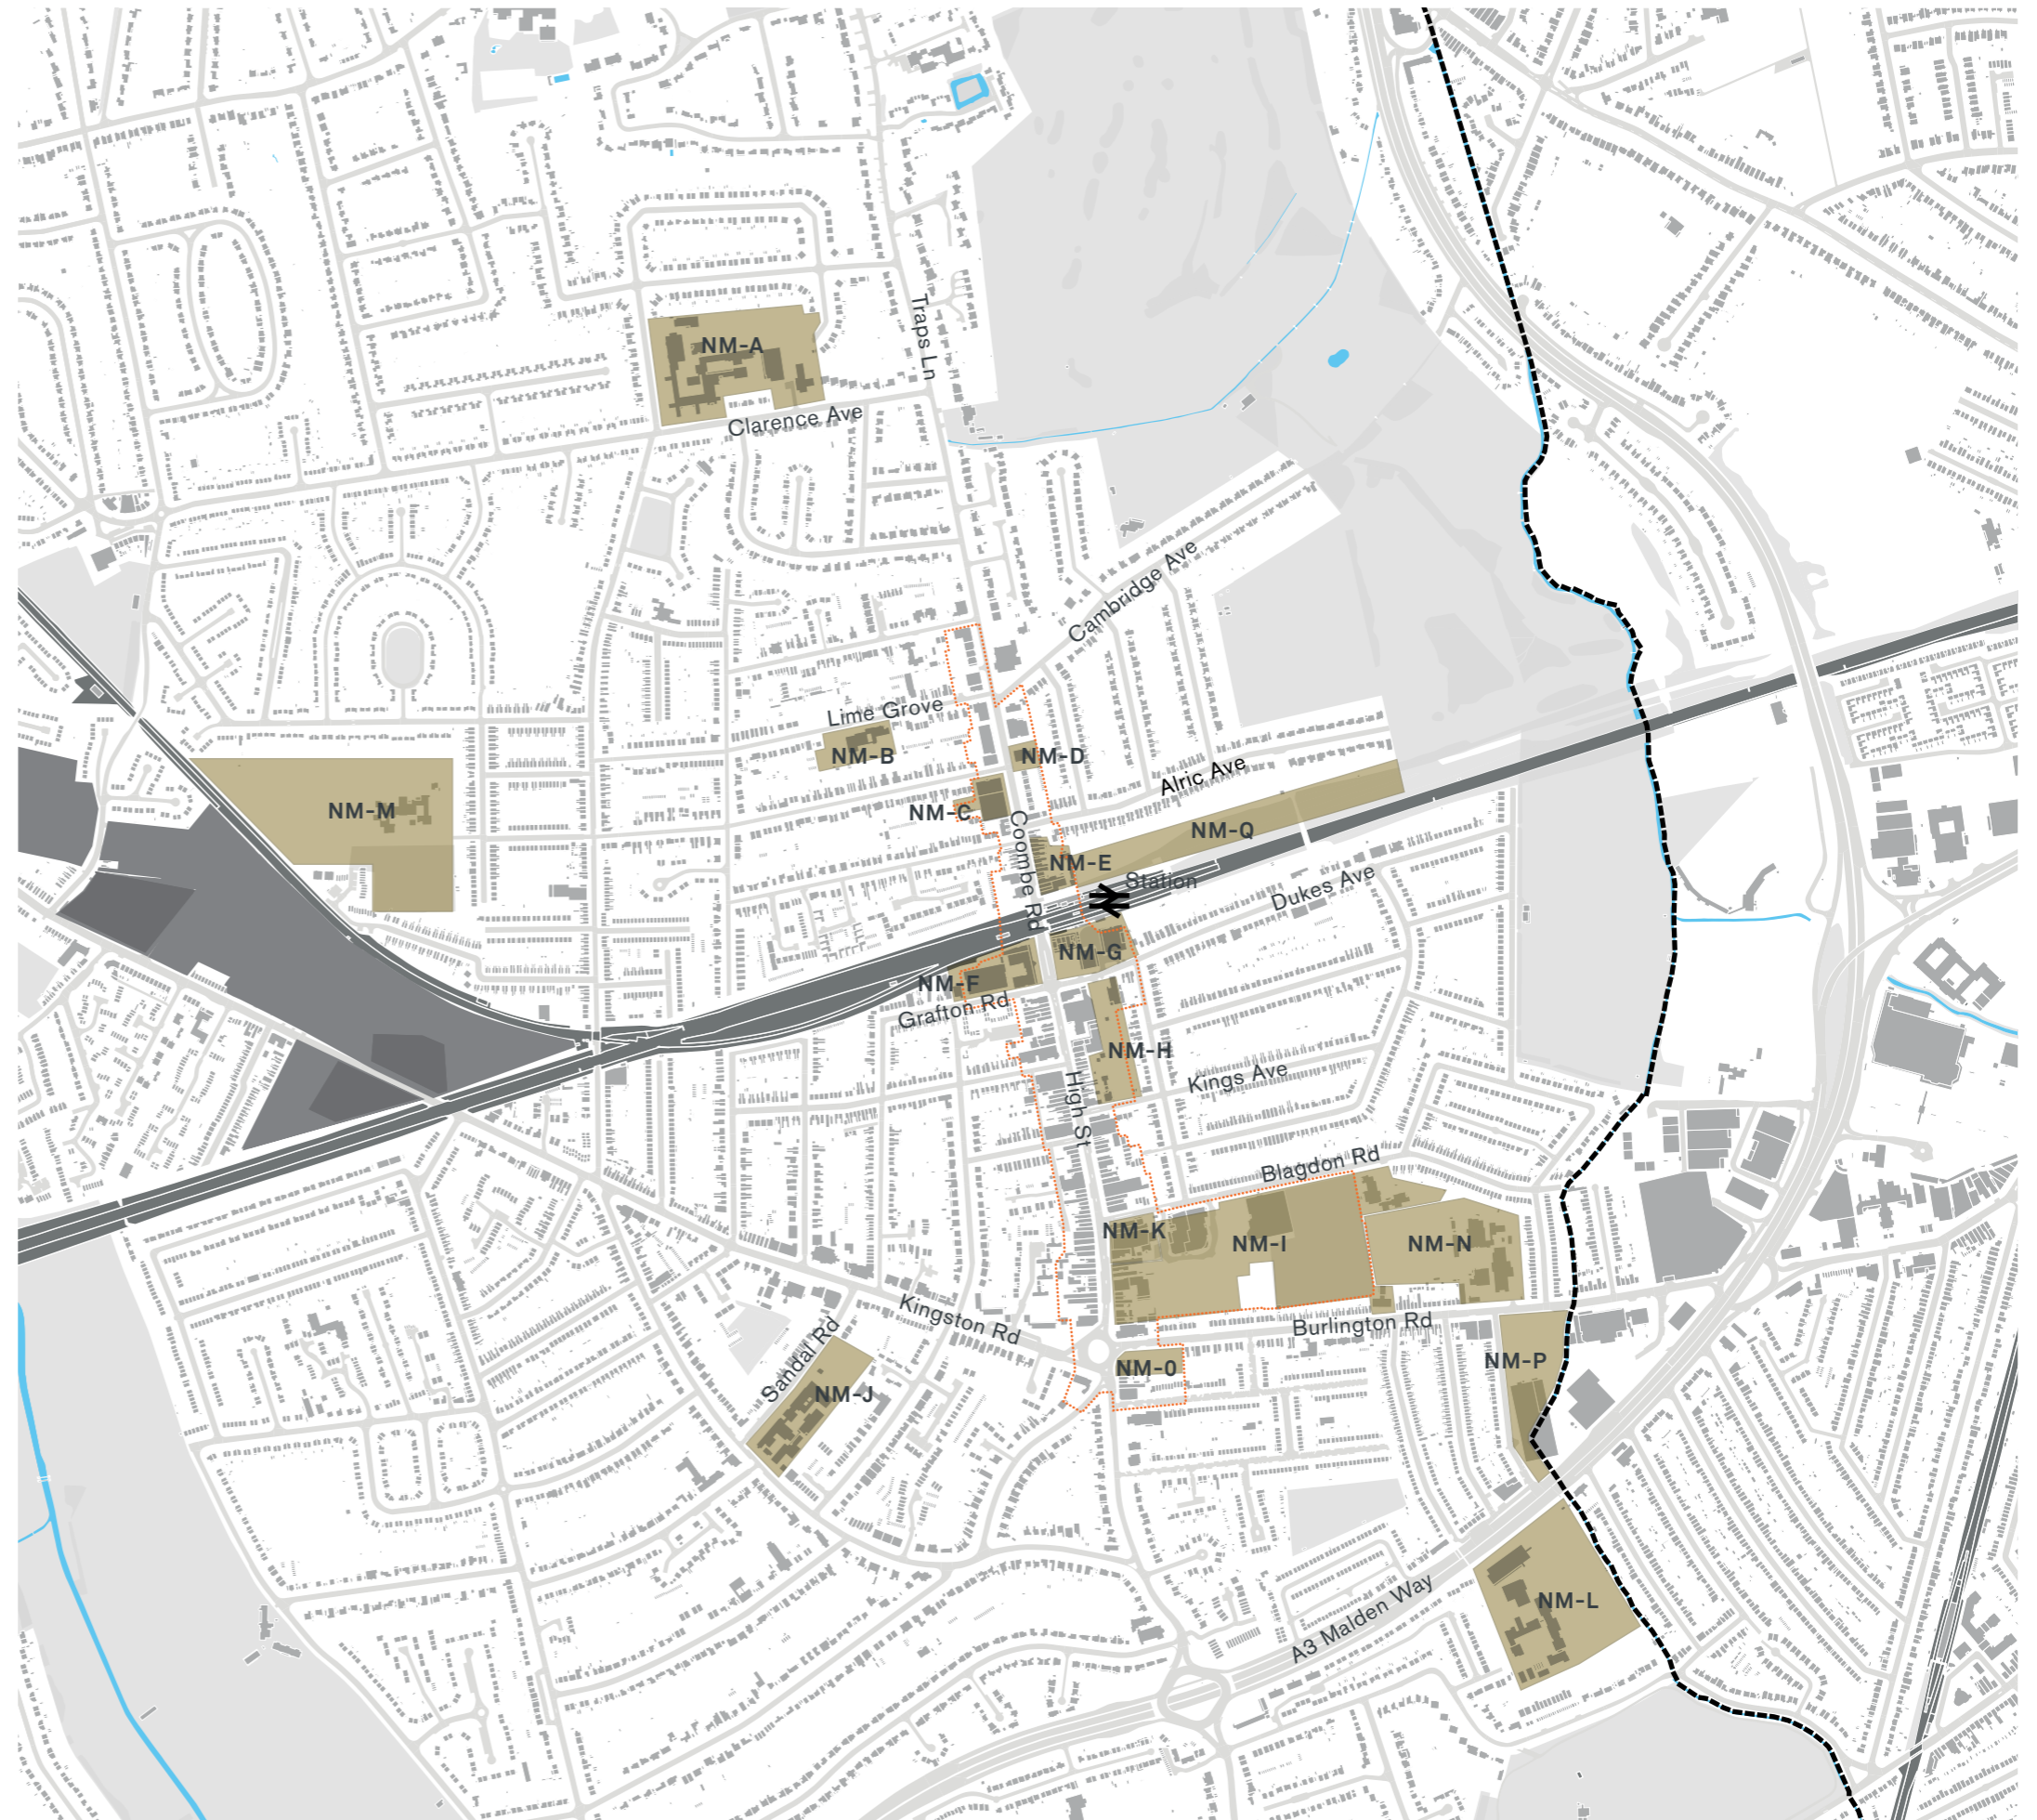 NM-A
Traps Ln
Clarence Ave
Cambridge Ave
Lime Grove
NM-B
NM-D
Alric Ave
NM-M
NM-C
Coombe Rd
NM-Q
NM-E
Station
Dukes Ave
NM-G
NM-F
Grafton Rd
NM-H
Kings Ave
High St
Blagdon Rd
NM-K
NM-I
NM-N
Kingston Rd
Burlington Rd
Sandal Rd
NM-0
NM-P
NM-J
NM-L
A3 Malden Way